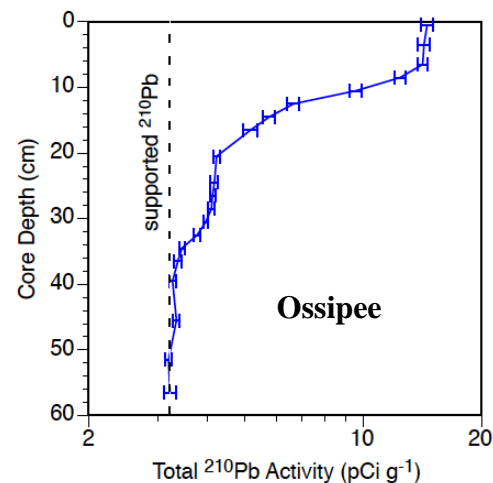 0
10
20
30
40
50
60
Core Depth (cm)
supported ²¹⁰Pb
Ossipee
2
10
20
Total ²¹⁰Pb Activity (pCi g⁻¹)